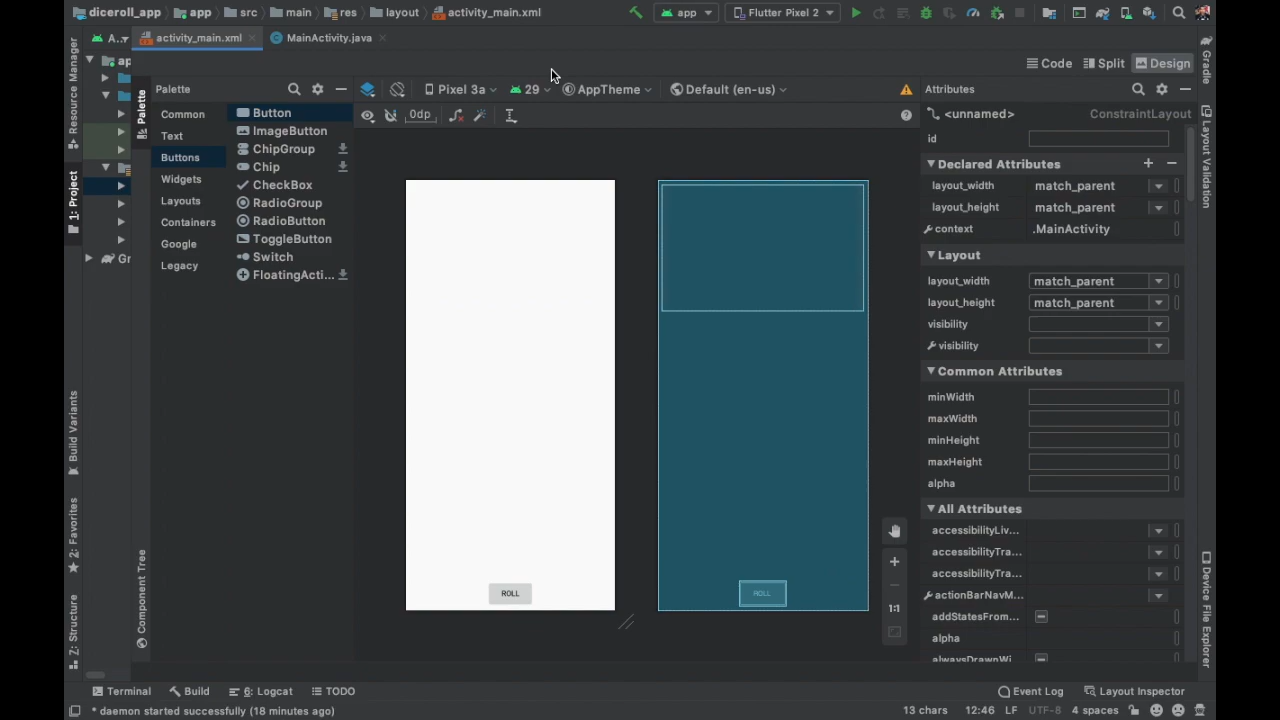 diceroll_app
app
src
main
res
layout
activity_main.xml
app
Flutter Pixel 2
A..
activity_main.xml
MainActivity.java
Code
Split
Design
Resource Manager
1: Project
Build Variants
2: Favorites
Z: Structure
ap
Gr
Palette
Component Tree
Palette
Common
Text
Buttons
Widgets
Layouts
Containers
Google
Legacy
Button
ImageButton
ChipGroup
Chip
CheckBox
RadioGroup
RadioButton
ToggleButton
Switch
FloatingActi...
Pixel 3a
29
AppTheme
Default (en-us)
0dp
ROLL
ROLL
1:1
Attributes
<unnamed>
ConstraintLayout
id
Declared Attributes
layout_width match_parent
layout_height match_parent
context .MainActivity
Layout
layout_width match_parent
layout_height match_parent
visibility
visibility
Common Attributes
minWidth
maxWidth
minHeight
maxHeight
alpha
All Attributes
accessibilityLiv...
accessibilityTra...
accessibilityTra...
actionBarNavM...
addStatesFrom...
alpha
alwaysDrawnWi...
Gradle
Layout Validation
Device File Explorer
Terminal
Build
6: Logcat
TODO
Event Log
Layout Inspector
* daemon started successfully (18 minutes ago)
13 chars
12:46
LF
UTF-8
4 spaces